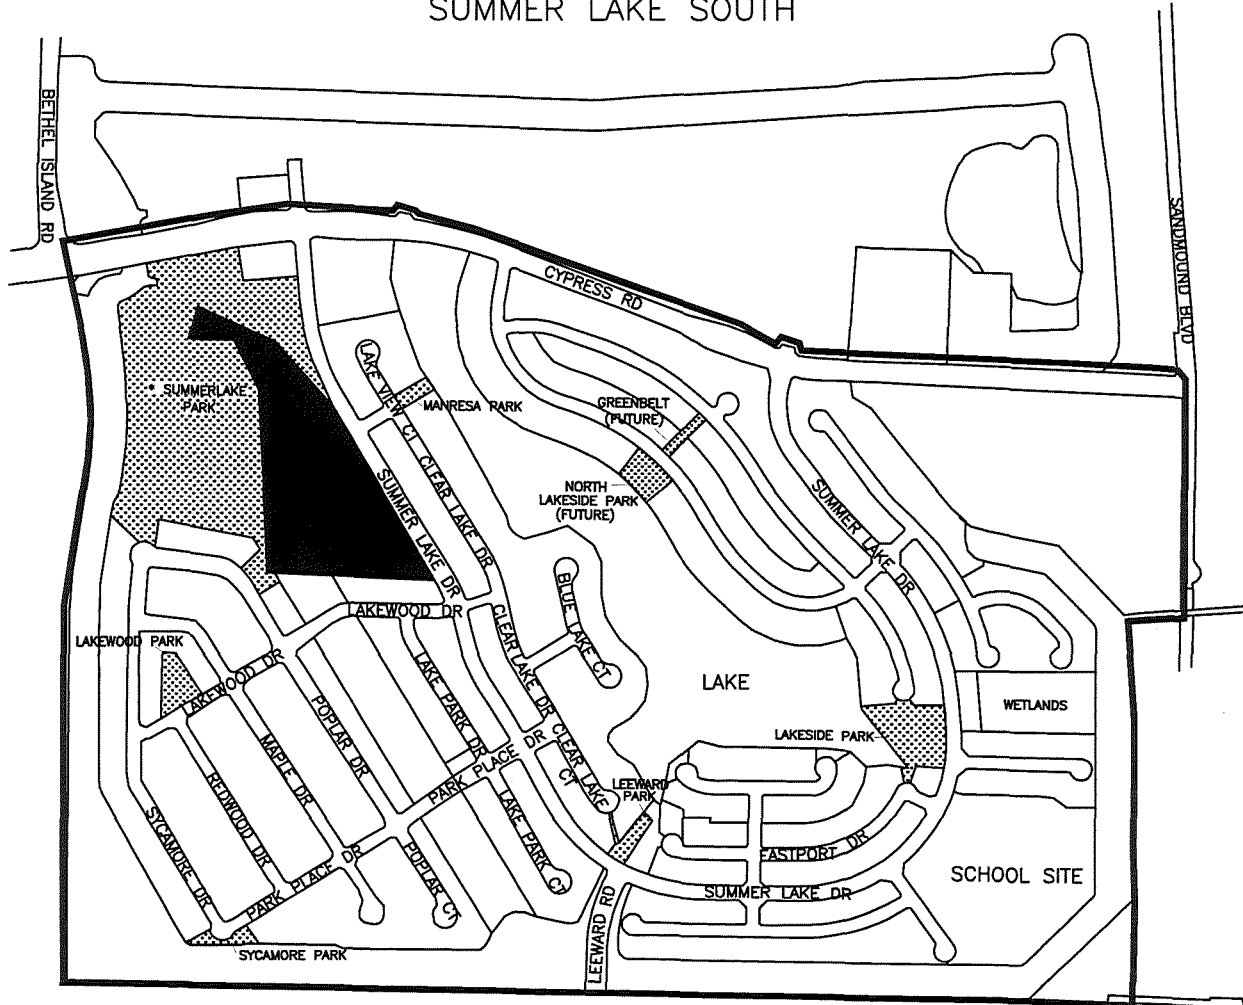 SUMMER LAKE SOUTH
BETHEL ISLAND RD
SANDMOUND BLVD
CYPRESS RD
SUMMERLAKE
PARK
LAKE VIEW CT
MANRESA PARK
GREENBELT
(FUTURE)
NORTH
LAKESIDE PARK
(FUTURE)
CLEAR LAKE DR
SUMMER LAKE DR
SUMMER LAKE DR
BLUE LAKE CT
LAKEWOOD DR
CLEAR LAKE DR
LAKEWOOD PARK
LAKEWOOD DR
LAKE PARK DR
LAKE
WETLANDS
POPLAR DR
MAPLE DR
REDWOOD DR
PARK PLACE DR
CLEAR LAKE
CT
LAKESIDE PARK
LEEWARD
PARK
LAKE PARK CT
SYCAMORE DR
PARK PLACE DR
POPLAR CT
EASTPORT DR
SUMMER LAKE DR
SCHOOL SITE
LEEWARD RD
SYCAMORE PARK